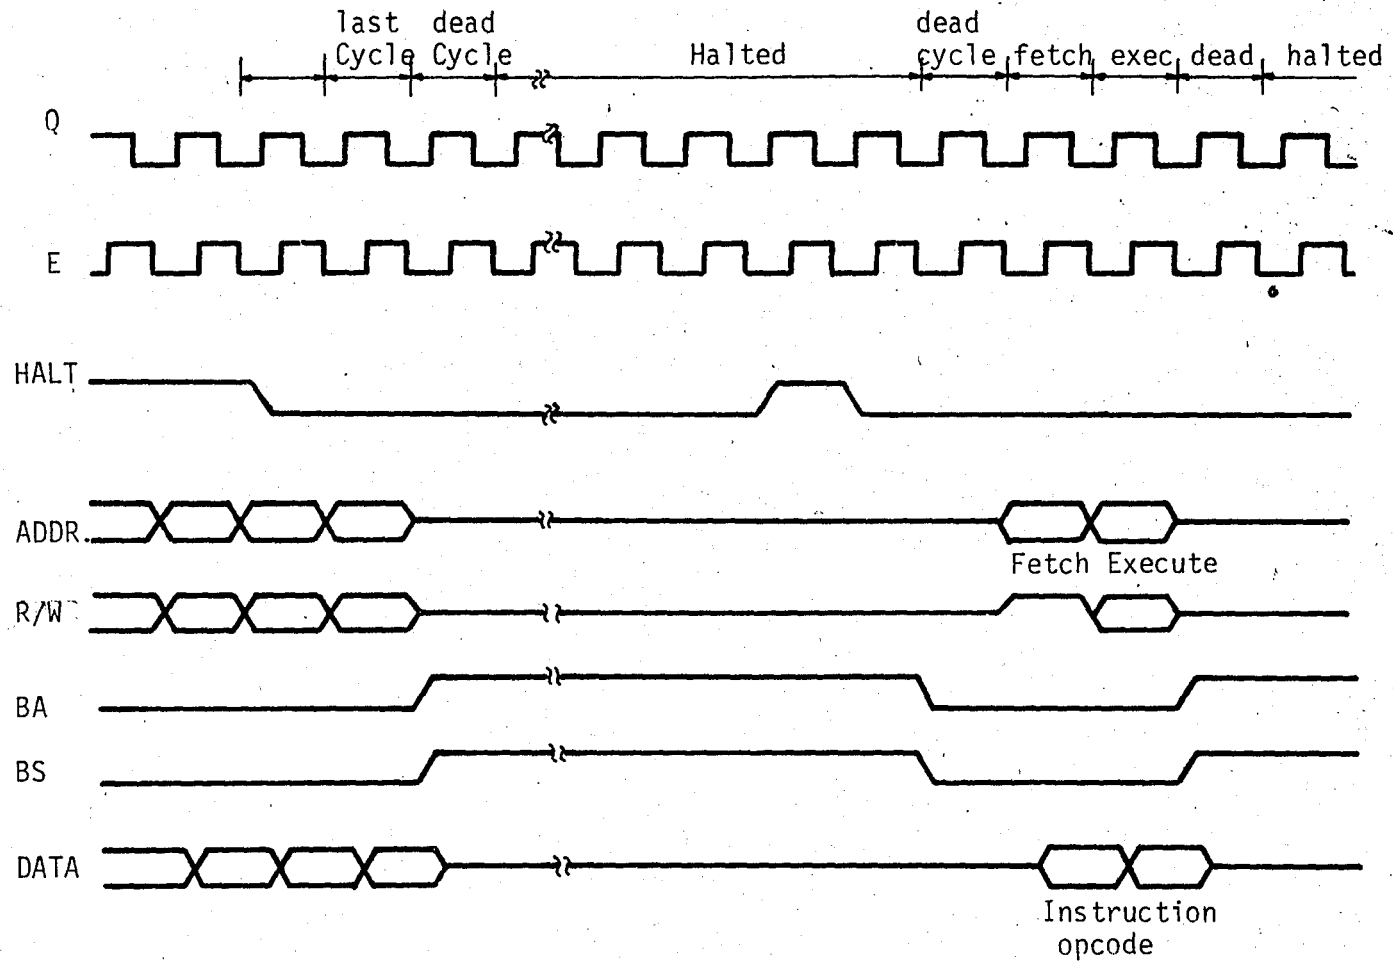 last dead dead
Cycle Cycle Halted cycle fetch exec dead halted
Q
E
HALT
ADDR.
Fetch Execute
R/W
BA
BS
DATA
Instruction
opcode